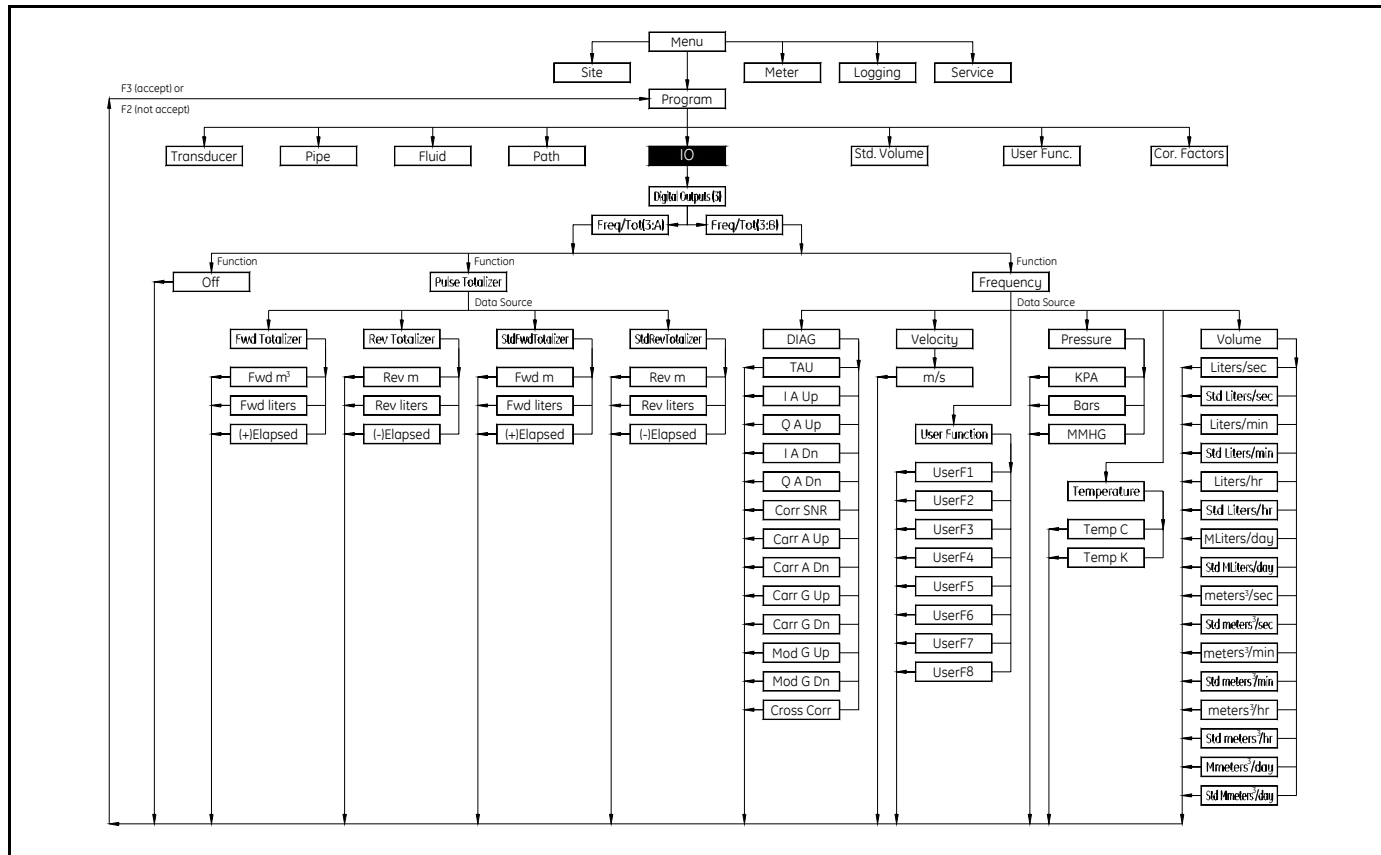 Menu
Site
Meter
Logging
Service
F3 (accept) or
F2 (not accept)
Program
Transducer
Pipe
Fluid
Path
IO
Std. Volume
User Func.
Cor. Factors
Digital Outputs (3)
Freq/Tot(3:A)
Freq/Tot(3:B)
Function
Function
Function
Off
Pulse Totalizer
Frequency
Data Source
Data Source
Fwd Totalizer
Fwd m³
Fwd liters
(+)Elapsed
Rev Totalizer
Rev m
Rev liters
(-)Elapsed
StdFwdTotalizer
Fwd m
Fwd liters
(+)Elapsed
StdRevTotalizer
Rev m
Rev liters
(-)Elapsed
DIAG
TAU
I A Up
Q A Up
I A Dn
Q A Dn
Corr SNR
Carr A Up
Carr A Dn
Carr G Up
Carr G Dn
Mod G Up
Mod G Dn
Cross Corr
Velocity
m/s
User Function
UserF1
UserF2
UserF3
UserF4
UserF5
UserF6
UserF7
UserF8
Pressure
KPA
Bars
MMHG
Temperature
Temp C
Temp K
Volume
Liters/sec
Std Liters/sec
Liters/min
Std Liters/min
Liters/hr
Std Liters/hr
MLiters/day
Std MLiters/day
meters³/sec
Std meters³/sec
meters³/min
Std meters³/min
meters³/hr
Std meters³/hr
Mmeters³/day
Std Mmeters³/day